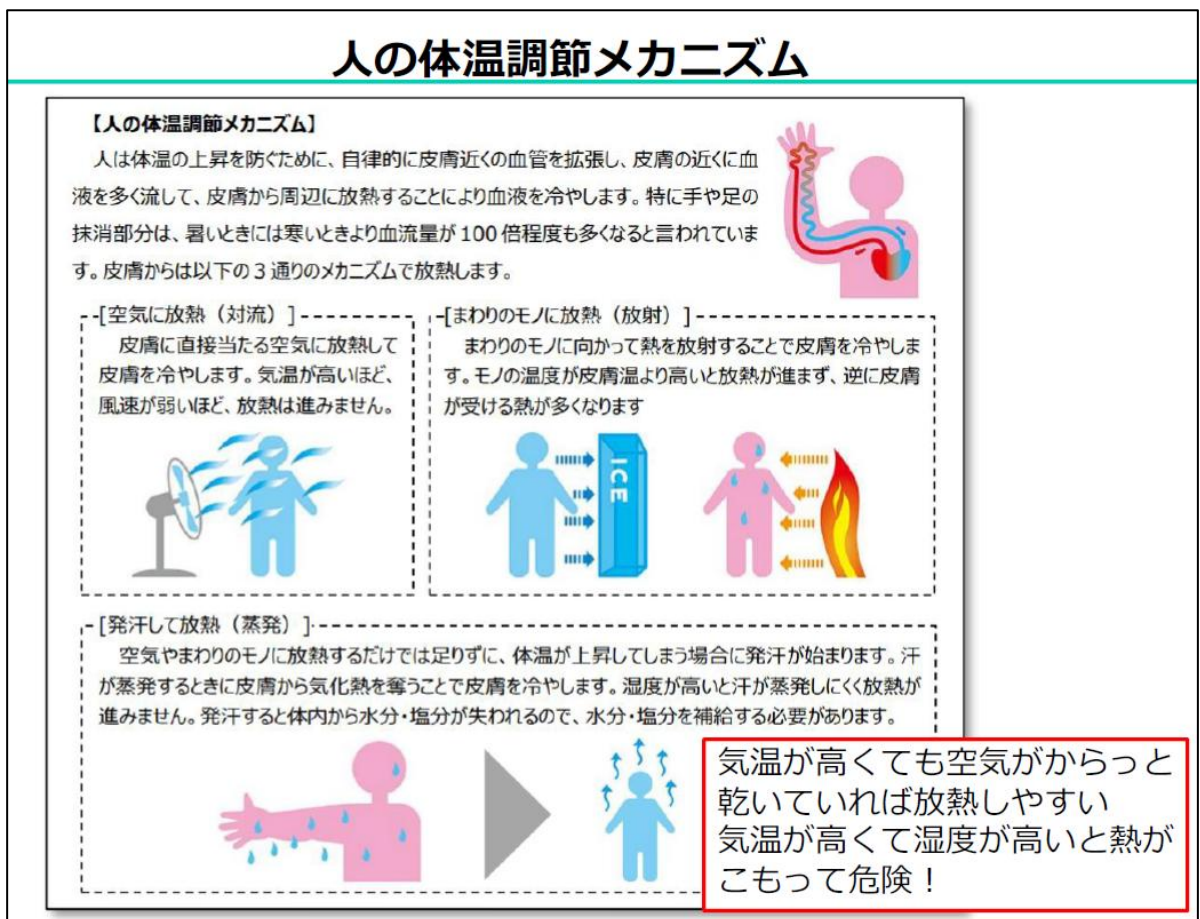 人の体温調節メカニズム
【人の体温調節メカニズム】
人は体温の上昇を防ぐために、自律的に皮膚近くの血管を拡張し、皮膚の近くに血
液を多く流して、皮膚から周辺に放熱することにより血液を冷やします。特に手や足の
抹消部分は、暑いときには寒いときより血流量が100倍程度も多くなると言われていま
す。皮膚からは以下の3通りのメカニズムで放熱します。
[空気に放熱（対流）]
皮膚に直接当たる空気に放熱して
皮膚を冷やします。気温が高いほど、
風速が弱いほど、放熱は進みません。
[まわりのモノに放熱（放射）]
まわりのモノに向かって熱を放射することで皮膚を冷やしま
す。モノの温度が皮膚温より高いと放熱が進まず、逆に皮膚
が受ける熱が多くなります
ICE
[発汗して放熱（蒸発）]
空気やまわりのモノに放熱するだけでは足りずに、体温が上昇してしまう場合に発汗が始まります。汗
が蒸発するときに皮膚から気化熱を奪うことで皮膚を冷やします。湿度が高いと汗が蒸発しにくく放熱が
進みません。発汗すると体内から水分・塩分が失われるので、水分・塩分を補給する必要があります。
気温が高くても空気がからっと
乾いていれば放熱しやすい
気温が高くて湿度が高いと熱が
こもって危険！